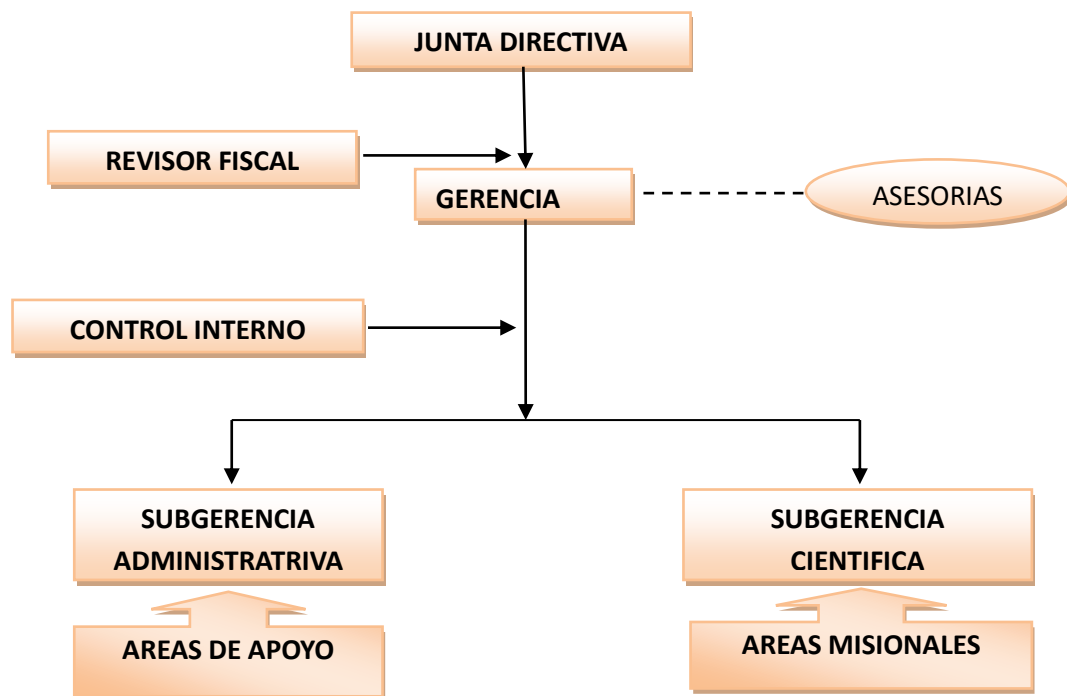 JUNTA DIRECTIVA
REVISOR FISCAL
GERENCIA
ASESORIAS
CONTROL INTERNO
SUBGERENCIA
ADMINISTRATRIVA
SUBGERENCIA
CIENTIFICA
AREAS DE APOYO
AREAS MISIONALES